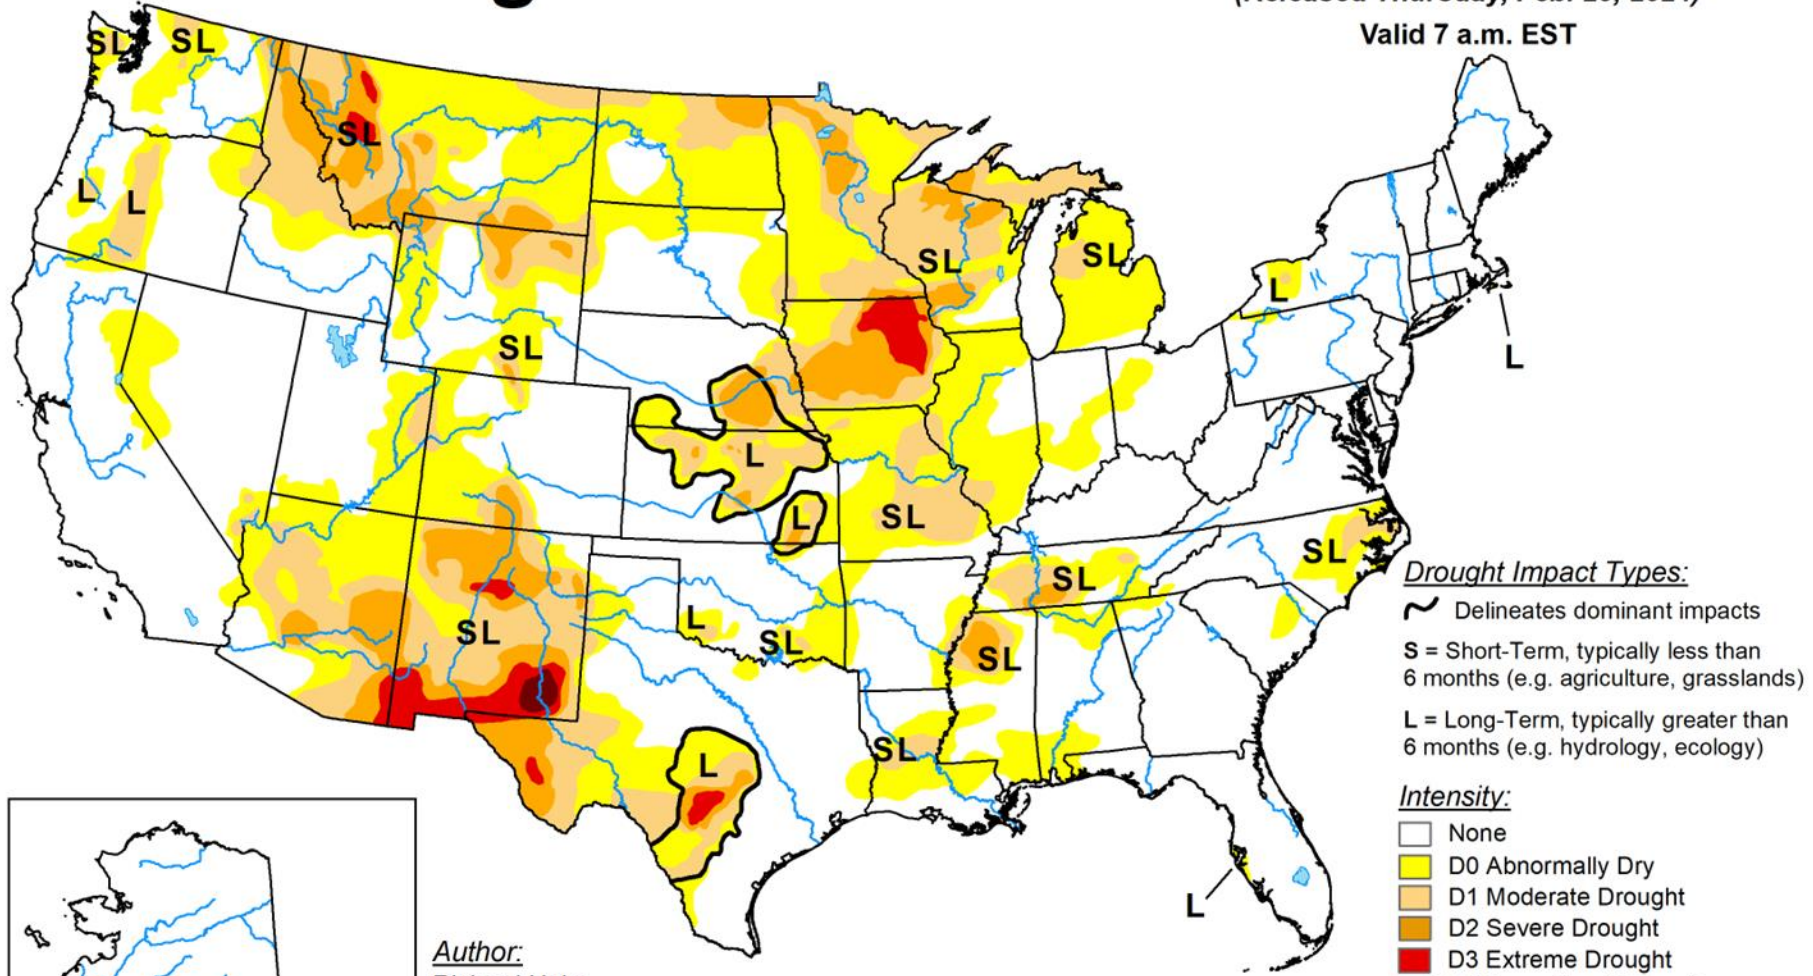 Valid 7 a.m. EST
SL
SL
SL
L
L
SL
SL
L
SL
L
L
L
SL
SL
SL
SL
L
SL
SL
SL
L
SL
L
Drought Impact Types:
Delineates dominant impacts
S = Short-Term, typically less than
6 months (e.g. agriculture, grasslands)
L = Long-Term, typically greater than
6 months (e.g. hydrology, ecology)
Intensity:
None
D0 Abnormally Dry
D1 Moderate Drought
D2 Severe Drought
D3 Extreme Drought
Author: